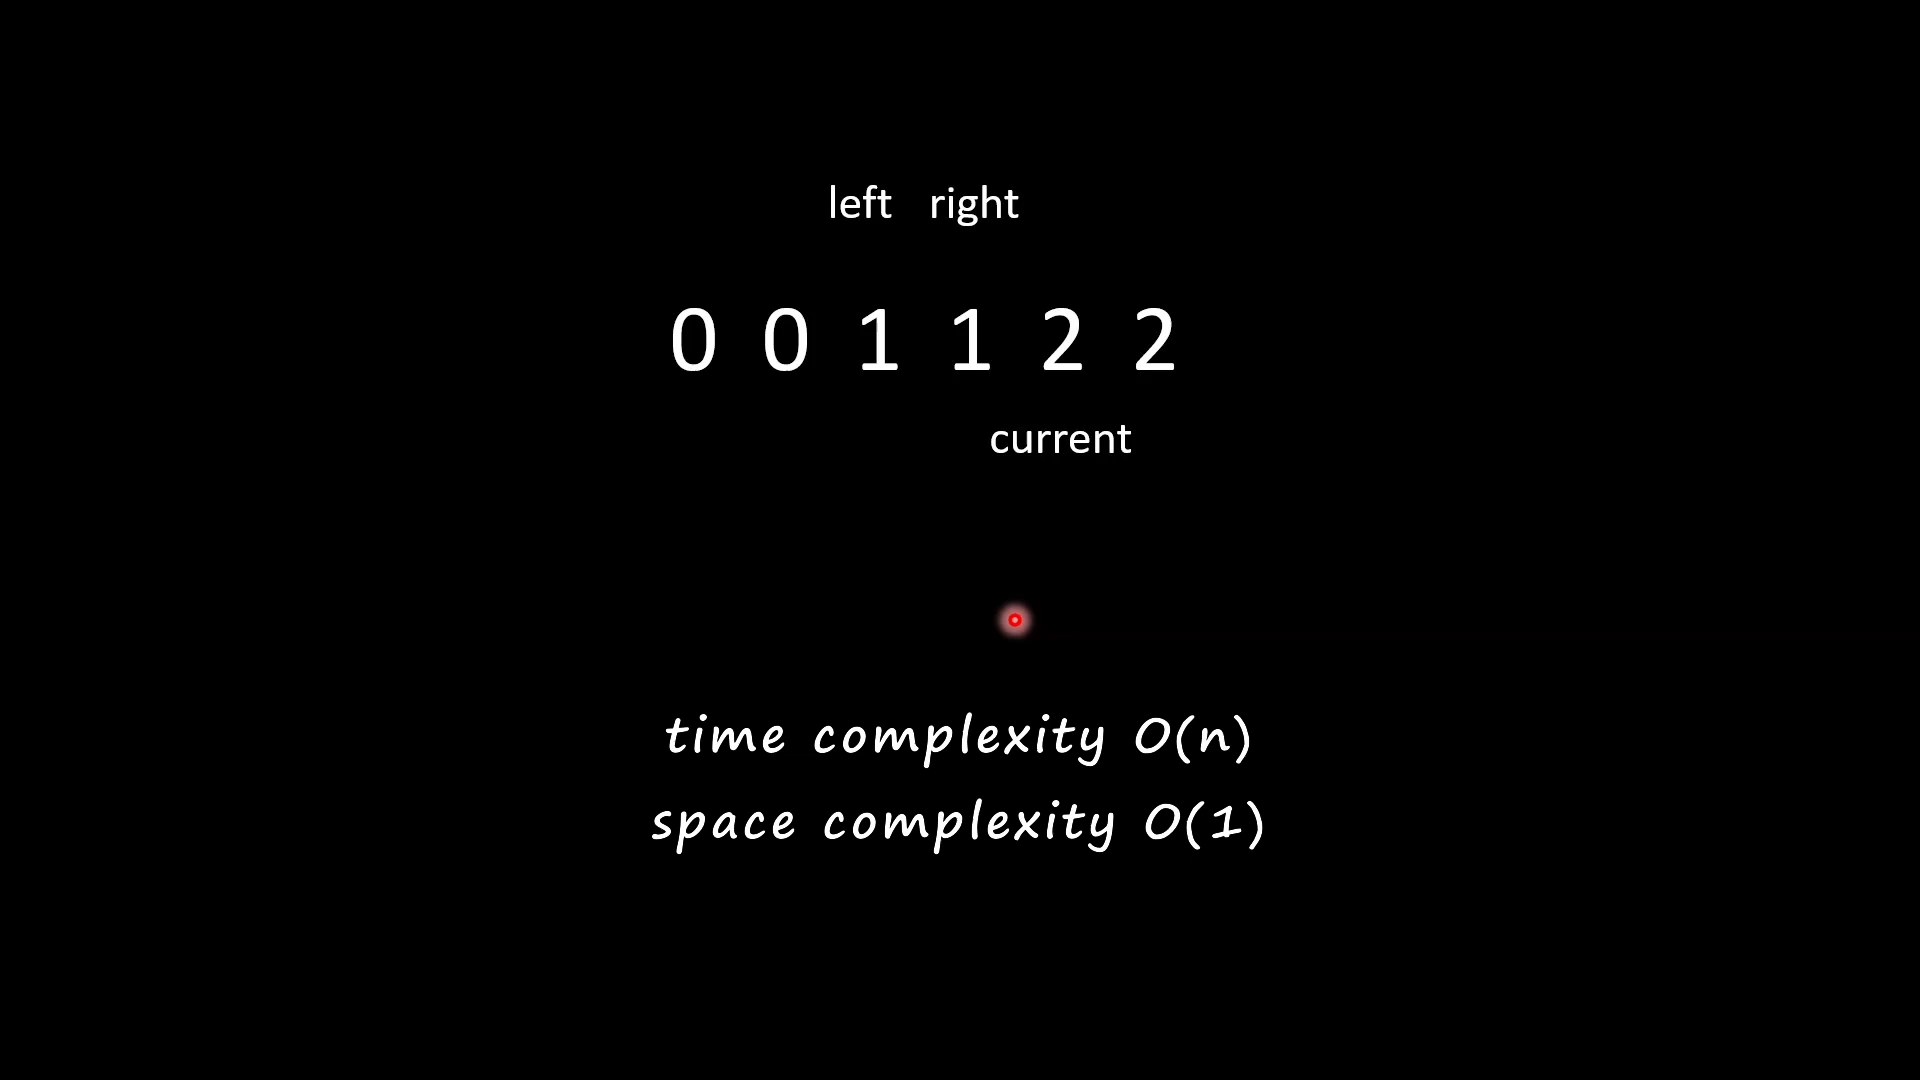 left right
0 0 1 1 2 2
current
time complexity O(n)
space complexity O(1)